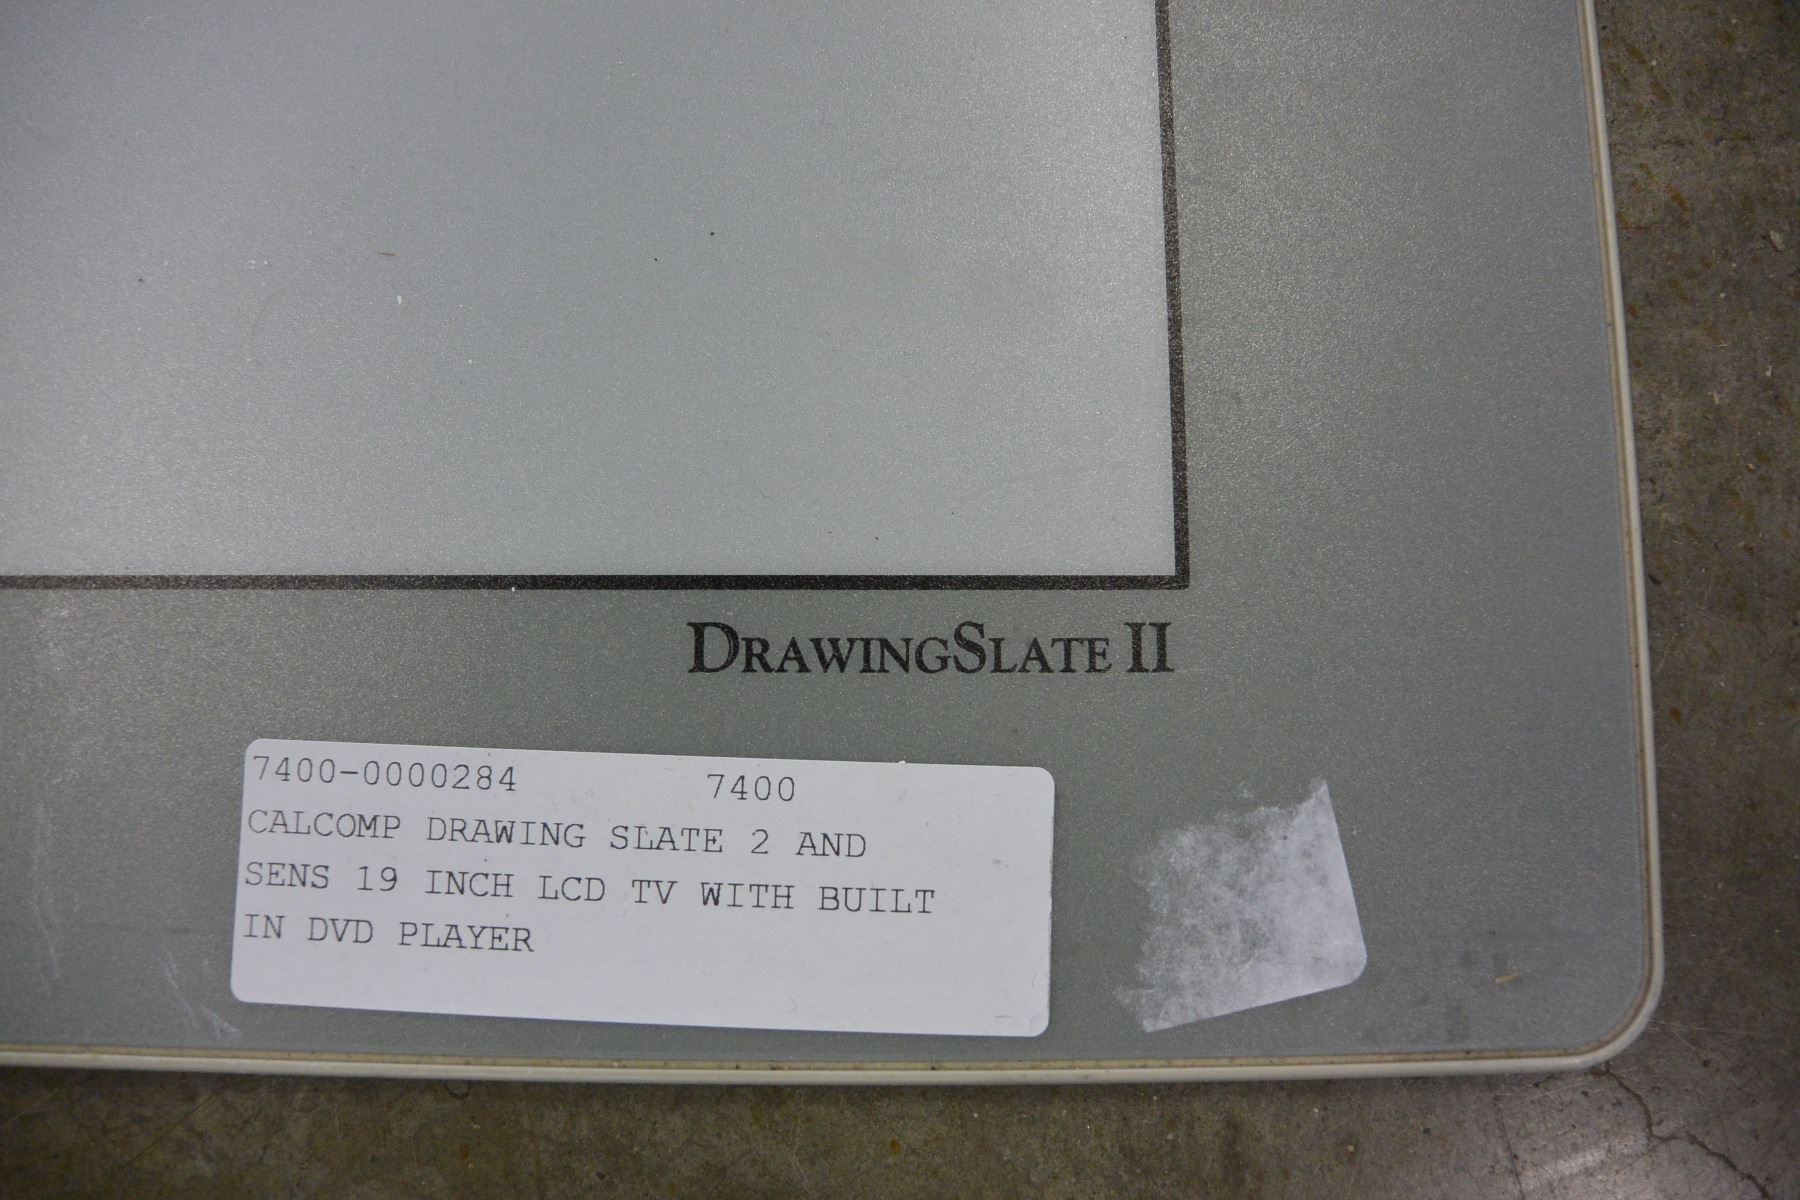 DRAWINGSLATE II
7400-0000284 7400
CALCOMP DRAWING SLATE 2 AND
SENS 19 INCH LCD TV WITH BUILT
IN DVD PLAYER